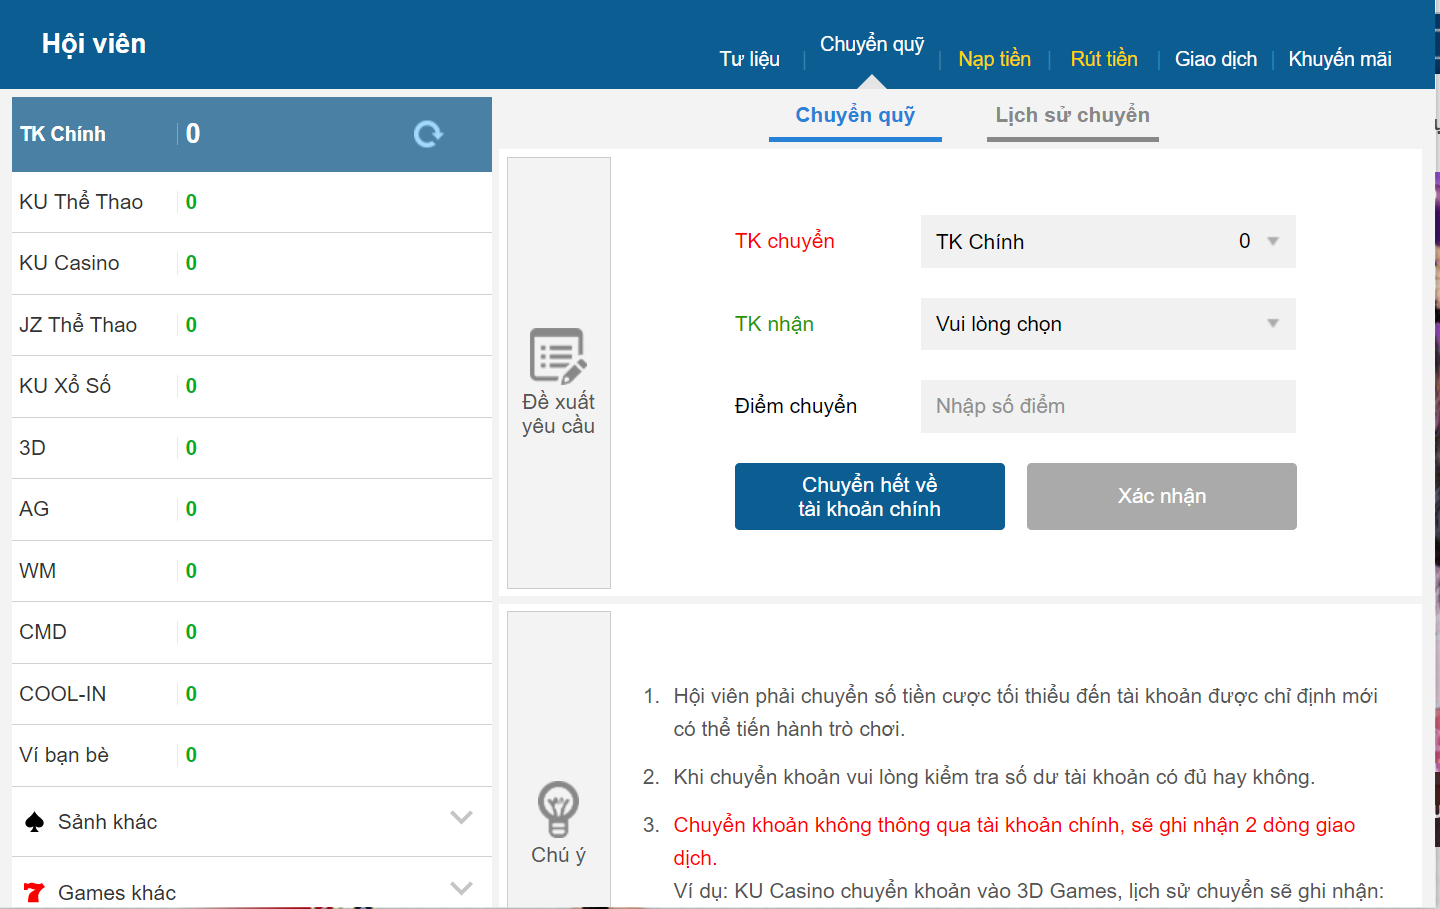 Hội viên
Tư liệu
Chuyển quỹ
Nạp tiền
Rút tiền
Giao dịch
Khuyến mãi
TK Chính 0
KU Thể Thao 0
KU Casino 0
JZ Thể Thao 0
KU Xổ Số 0
3D 0
AG 0
WM 0
CMD 0
COOL-IN 0
Ví bạn bè 0
Sảnh khác
Games khác
Chuyển quỹ
Lịch sử chuyển
Đề xuất
yêu cầu
TK chuyển
TK Chính 0
TK nhận
Vui lòng chọn
Điểm chuyển
Nhập số điểm
Chuyển hết về
tài khoản chính
Xác nhận
Chú ý
1. Hội viên phải chuyển số tiền cược tối thiểu đến tài khoản được chỉ định mới
có thể tiến hành trò chơi.
2. Khi chuyển khoản vui lòng kiểm tra số dư tài khoản có đủ hay không.
3. Chuyển khoản không thông qua tài khoản chính, sẽ ghi nhận 2 dòng giao
dịch.
Ví dụ: KU Casino chuyển khoản vào 3D Games, lịch sử chuyển sẽ ghi nhận: